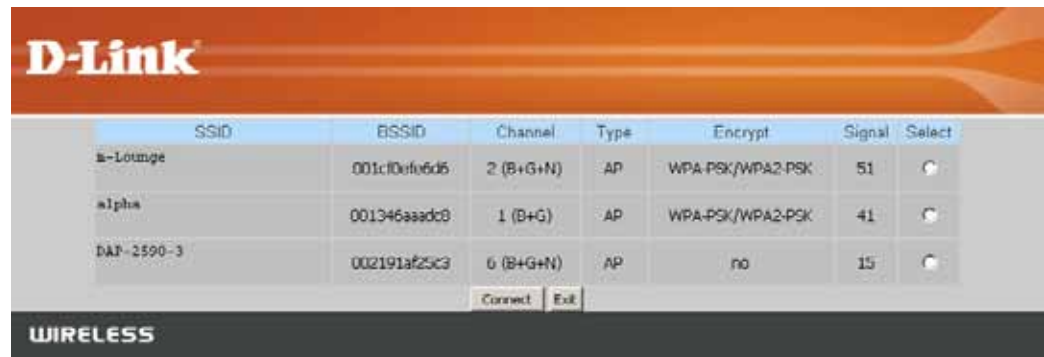 D-Link
SSID BSSID Channel Type Encrypt Signal Select
m-Lounge 001cf0efe6d6 2 (B+G+N) AP WPA-PSK/WPA2-PSK 51
alpha 001346aaadc8 1 (B+G) AP WPA-PSK/WPA2-PSK 41
DAP-2590-3 002191af25c3 6 (B+G+N) AP no 15
Connect Exit
WIRELESS